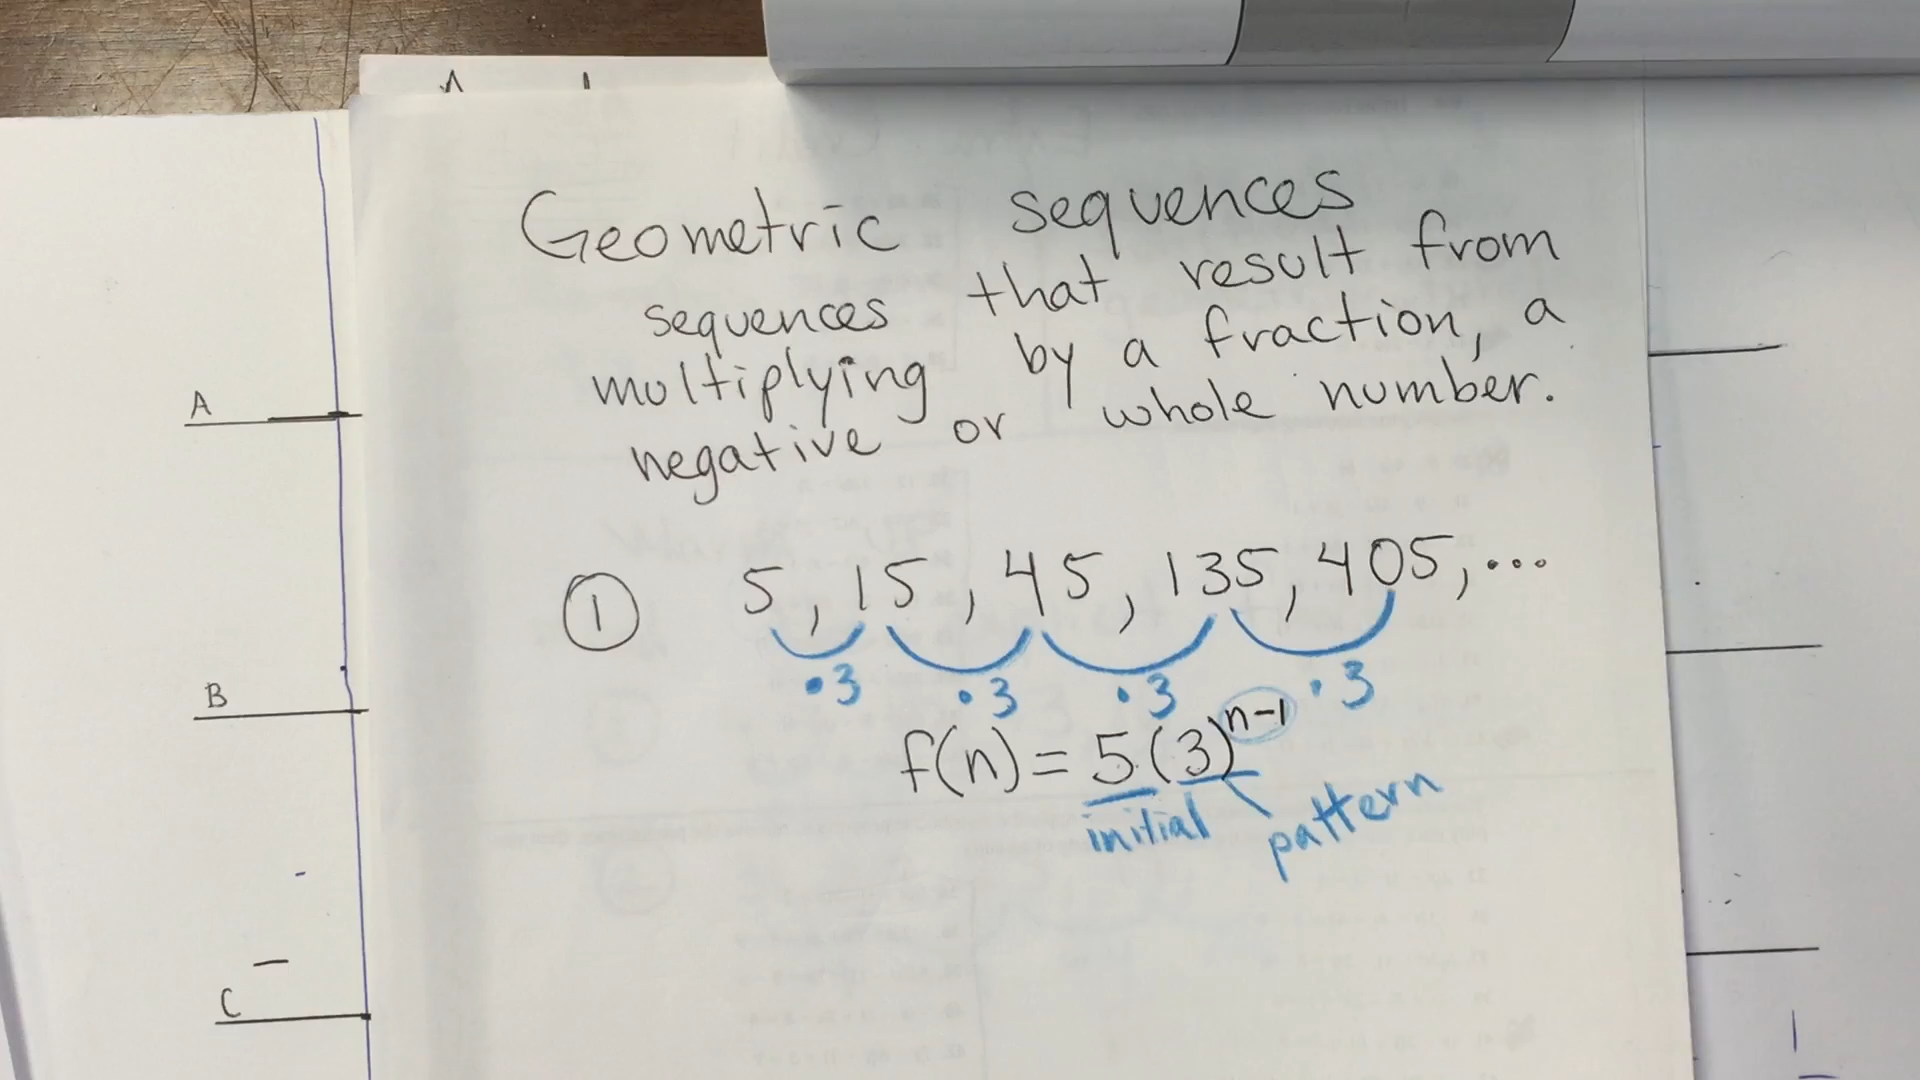 Geometric sequences
sequences that result from
multiplying by a fraction, a
negative or whole number.
A
① 5, 15, 45, 135, 405, ...
·3 ·3 ·3 ·3
B
f(n) = 5(3)^{n-1}
initial pattern
C